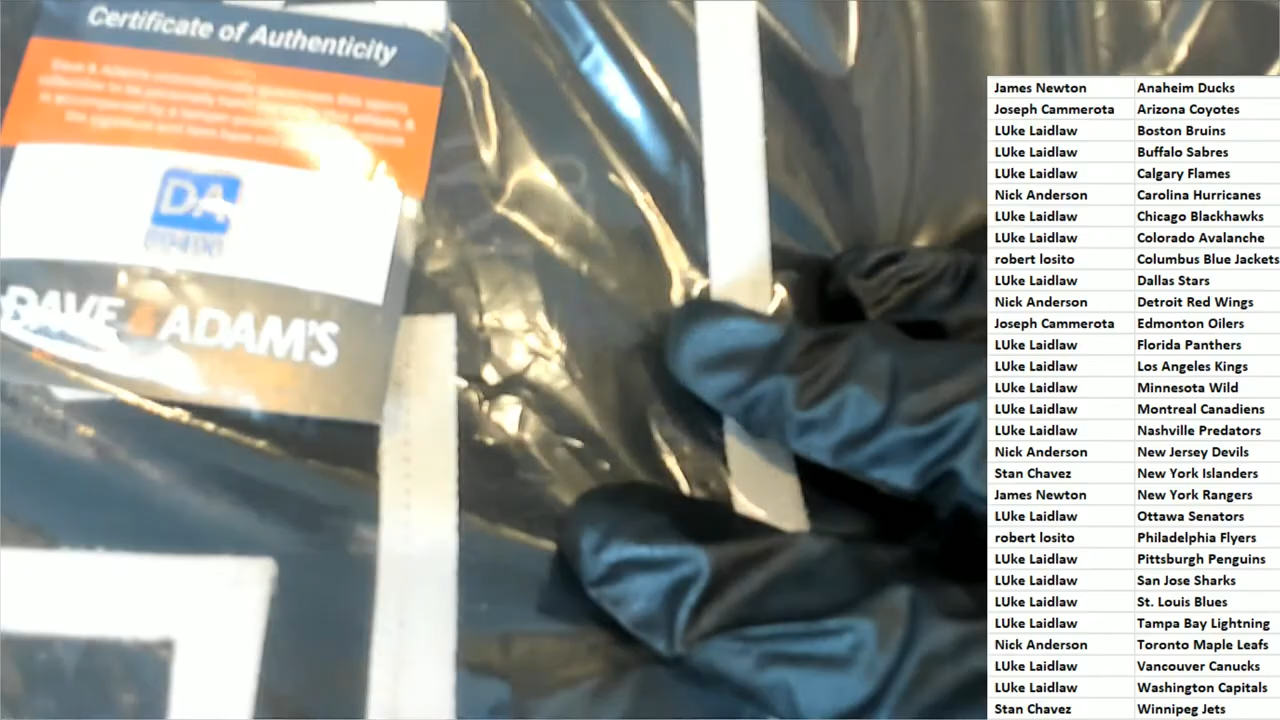 Certificate of Authenticity
DA
DAVE & ADAM'S
James Newton Anaheim Ducks
Joseph Cammerota Arizona Coyotes
LUke Laidlaw Boston Bruins
LUke Laidlaw Buffalo Sabres
LUke Laidlaw Calgary Flames
Nick Anderson Carolina Hurricanes
LUke Laidlaw Chicago Blackhawks
LUke Laidlaw Colorado Avalanche
robert losito Columbus Blue Jackets
LUke Laidlaw Dallas Stars
Nick Anderson Detroit Red Wings
Joseph Cammerota Edmonton Oilers
LUke Laidlaw Florida Panthers
LUke Laidlaw Los Angeles Kings
LUke Laidlaw Minnesota Wild
LUke Laidlaw Montreal Canadiens
LUke Laidlaw Nashville Predators
Nick Anderson New Jersey Devils
Stan Chavez New York Islanders
James Newton New York Rangers
LUke Laidlaw Ottawa Senators
robert losito Philadelphia Flyers
LUke Laidlaw Pittsburgh Penguins
LUke Laidlaw San Jose Sharks
LUke Laidlaw St. Louis Blues
LUke Laidlaw Tampa Bay Lightning
Nick Anderson Toronto Maple Leafs
LUke Laidlaw Vancouver Canucks
LUke Laidlaw Washington Capitals
Stan Chavez Winnipeg Jets